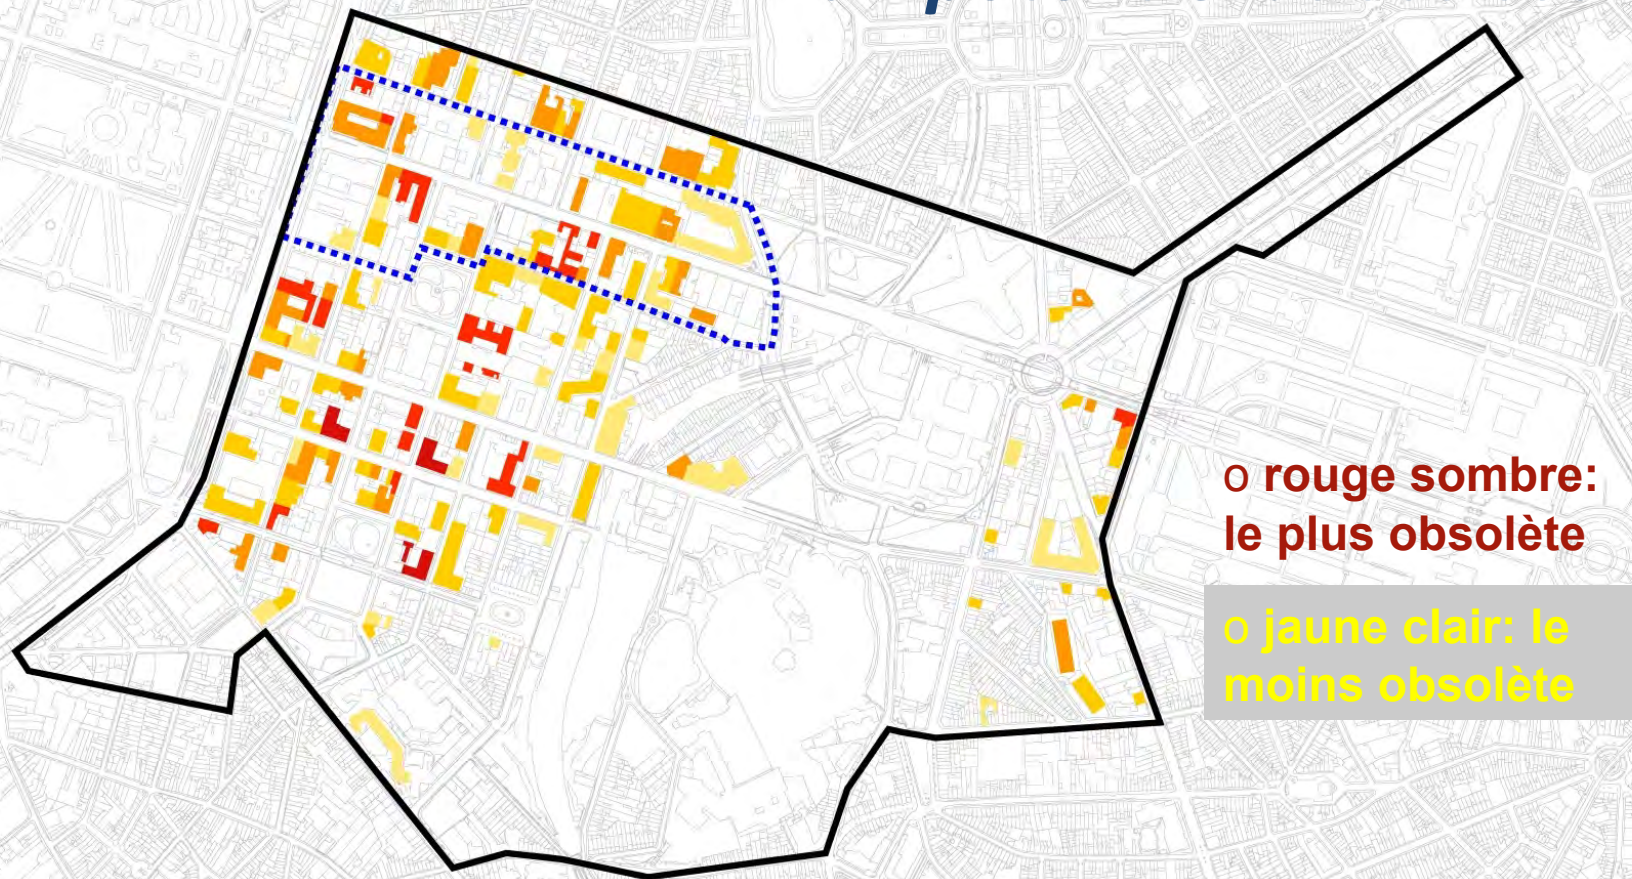 o rouge sombre:
le plus obsolète
o jaune clair: le
moins obsolète